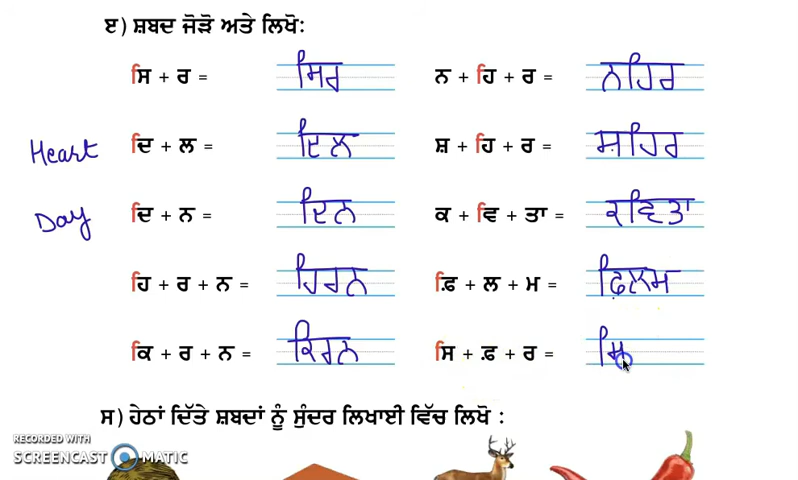 ੲ) ਸ਼ਬਦ ਜੋੜੋ ਅਤੇ ਲਿਖੋ:
ਸਿ + ਰ = ਸਿਰ ਨ + ਹਿ + ਰ = ਨਹਿਰ
Heart ਦਿ + ਲ = ਦਿਲ ਸ਼ + ਹਿ + ਰ = ਸ਼ਹਿਰ
Day ਦਿ + ਨ = ਦਿਨ ਕ + ਵਿ + ਤਾ = ਕਵਿਤਾ
ਹਿ + ਰ + ਨ = ਹਿਰਨ ਫ਼ਿ + ਲ + ਮ = ਫ਼ਿਲਮ
ਕਿ + ਰ + ਨ = ਕਿਰਨ ਸਿ + ਫ਼ + ਰ = ਸਿ
ਸ) ਹੇਠਾਂ ਦਿੱਤੇ ਸ਼ਬਦਾਂ ਨੂੰ ਸੁੰਦਰ ਲਿਖਾਈ ਵਿੱਚ ਲਿਖੋ :
RECORDED WITH
SCREENCAST MATIC